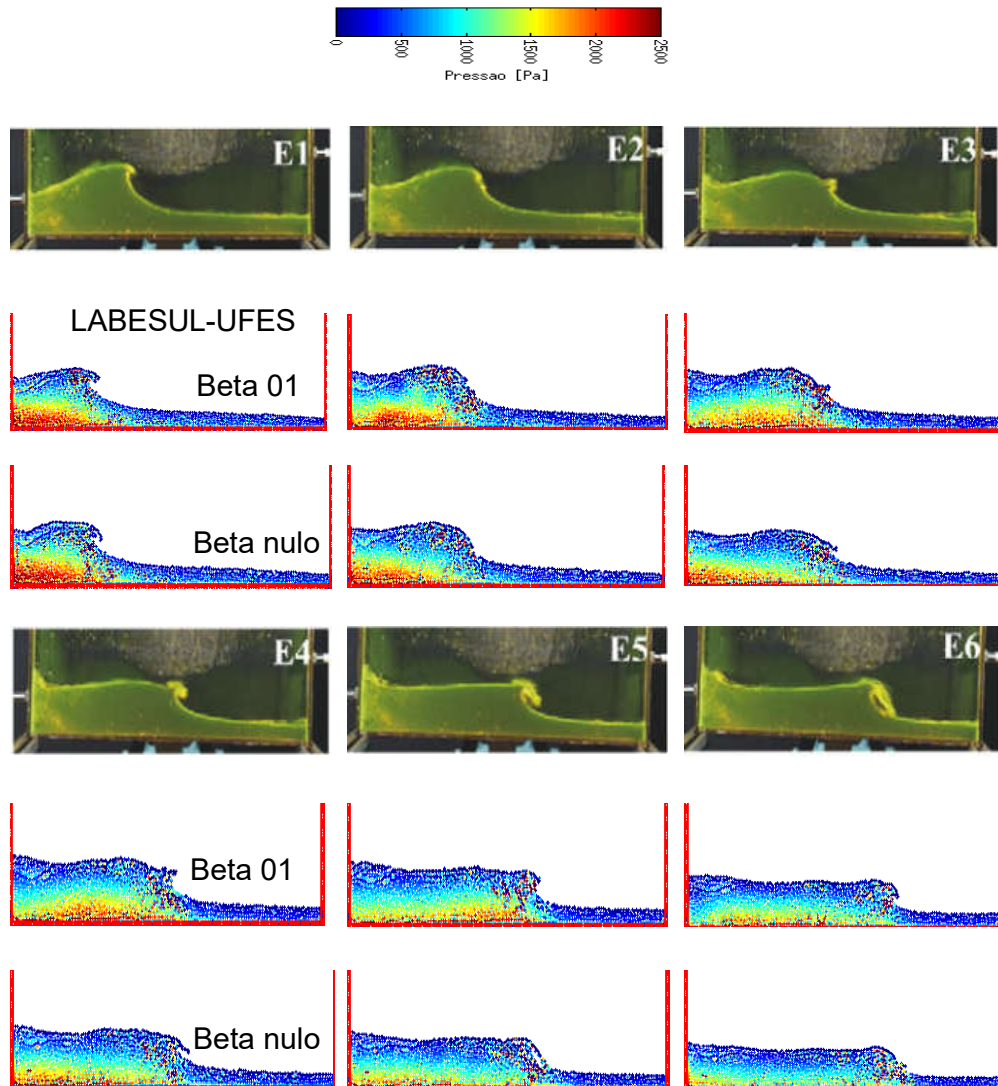 0
500
1000
1500
2000
2500
Pressao [Pa]
E1
E2
E3
LABESUL-UFES
Beta 01
Beta nulo
E4
E5
E6
Beta 01
Beta nulo